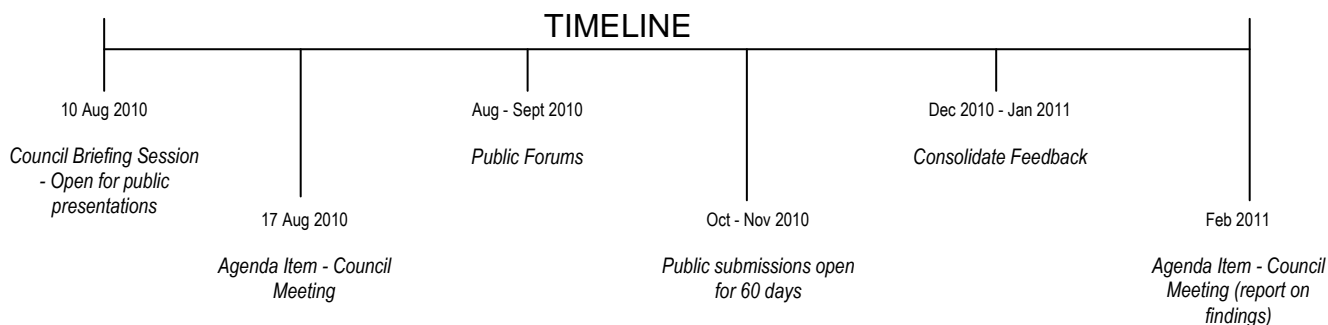 TIMELINE
10 Aug 2010
Council Briefing Session
- Open for public
presentations
17 Aug 2010
Agenda Item - Council
Meeting
Aug - Sept 2010
Public Forums
Oct - Nov 2010
Public submissions open
for 60 days
Dec 2010 - Jan 2011
Consolidate Feedback
Feb 2011
Agenda Item - Council
Meeting (report on
findings)